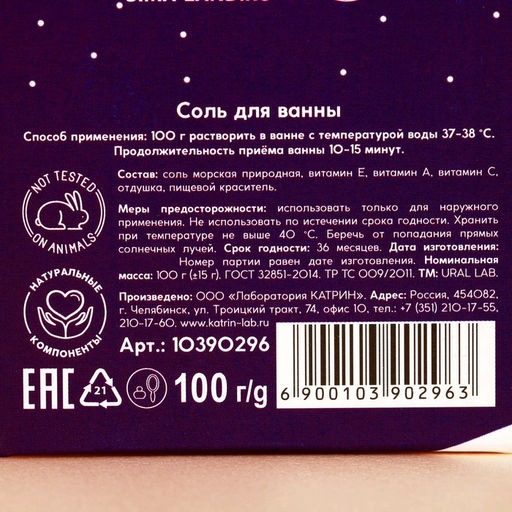 Соль для ванны
Способ применения: 100 г растворить в ванне с температурой воды 37-38 °С.
Продолжительность приёма ванны 10-15 минут.
Состав: соль морская природная, витамин Е, витамин А, витамин С,
отдушка, пищевой краситель.
Меры предосторожности: использовать только для наружного
применения. Не использовать по истечении срока годности. Хранить
при температуре не выше 40 °С. Беречь от попадания прямых
солнечных лучей. Срок годности: 36 месяцев. Дата изготовления:
Номер партии равен дате изготовления. Номинальная
масса: 100 г (±15 г). ГОСТ 32851-2014. ТР ТС 009/2011. ТМ: URAL LAB.
Произведено: ООО «Лаборатория КАТРИН». Адрес: Россия, 454082,
г. Челябинск, ул. Троицкий тракт, 74, офис 10, тел.: +7 (351) 210-17-55,
210-17-60. www.katrin-lab.ru
Арт.: 10390296
NOT TESTED
ON ANIMALS
НАТУРАЛЬНЫЕ
КОМПОНЕНТЫ
EAC
21
100 г/g
6 900103 902963